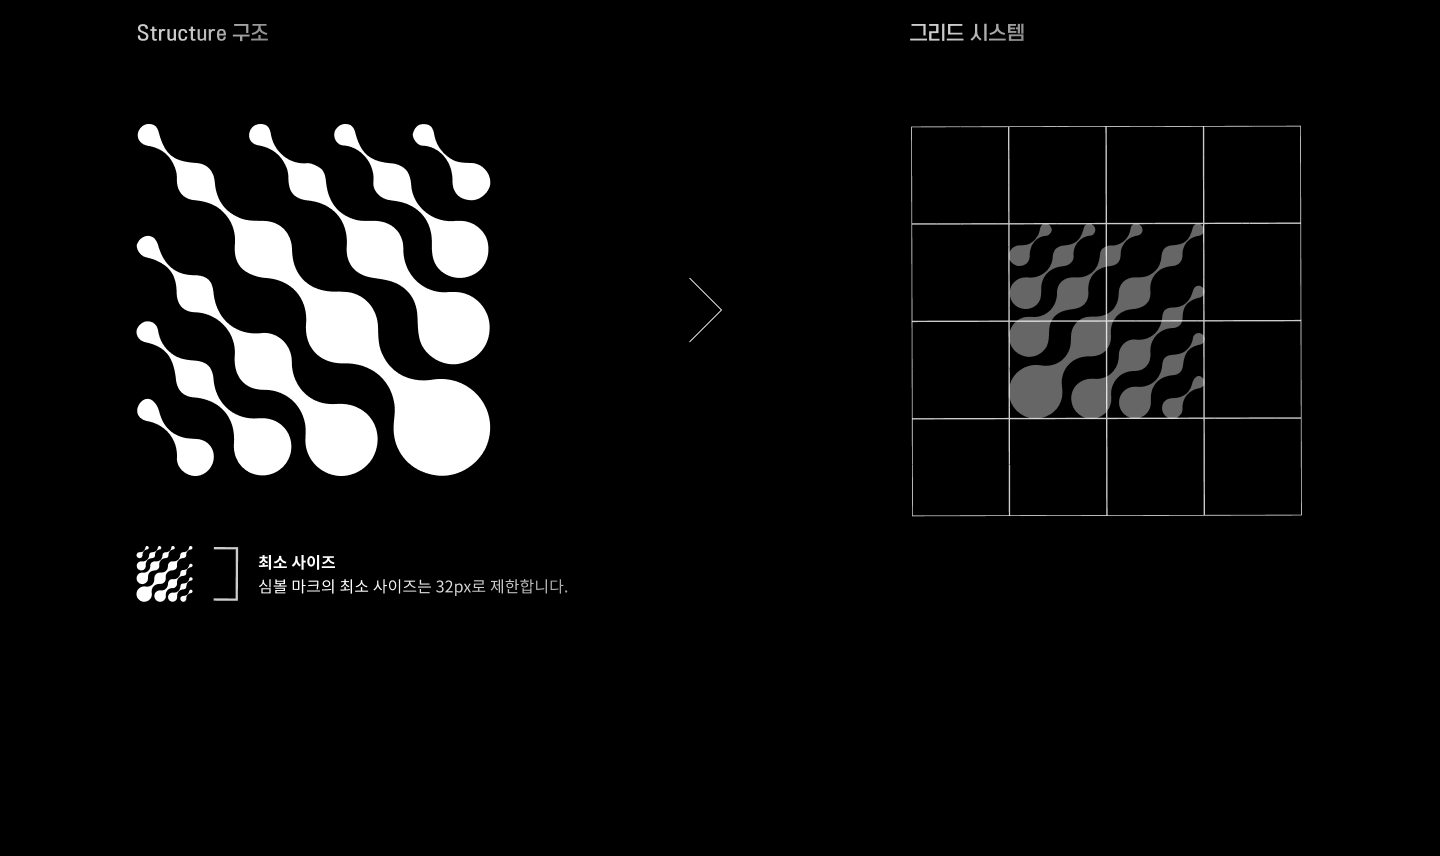 Structure 구조
그리드 시스템
최소 사이즈
심볼 마크의 최소 사이즈는 32px로 제한합니다.